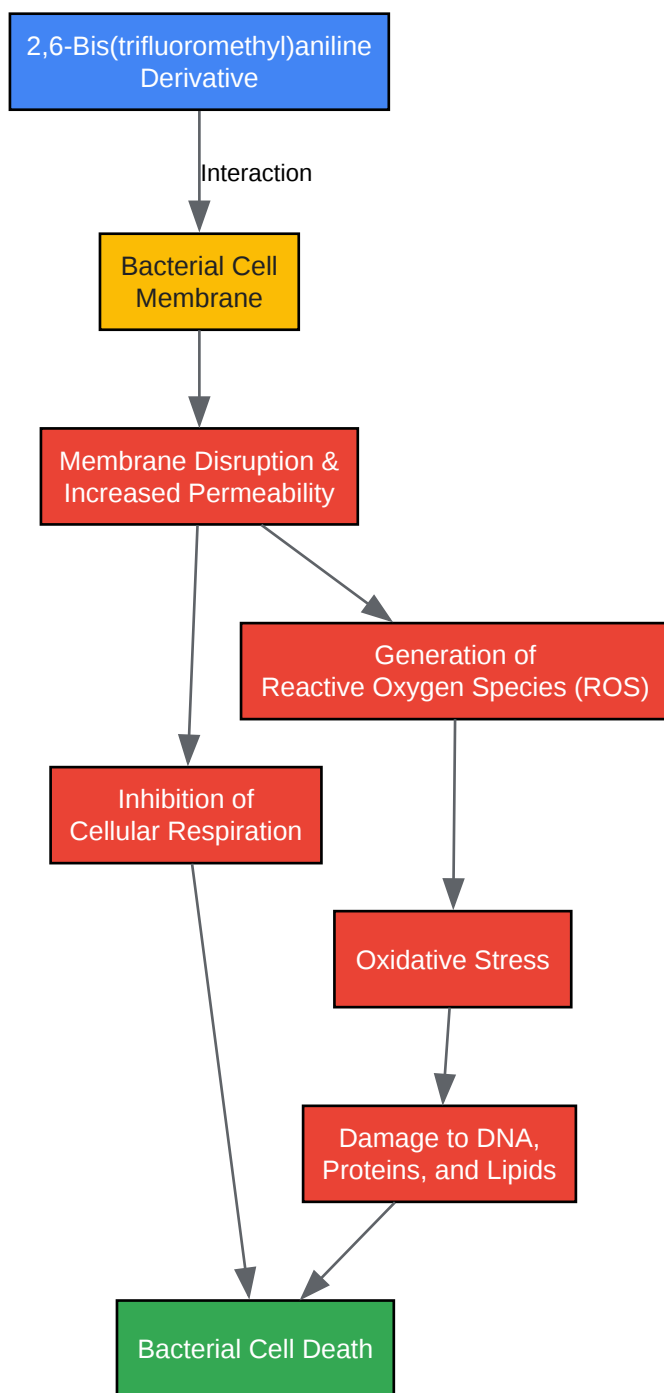 2,6-Bis(trifluoromethyl)aniline
Derivative
Interaction
Bacterial Cell
Membrane
Membrane Disruption &
Increased Permeability
Generation of
Reactive Oxygen Species (ROS)
Inhibition of
Cellular Respiration
Oxidative Stress
Damage to DNA,
Proteins, and Lipids
Bacterial Cell Death